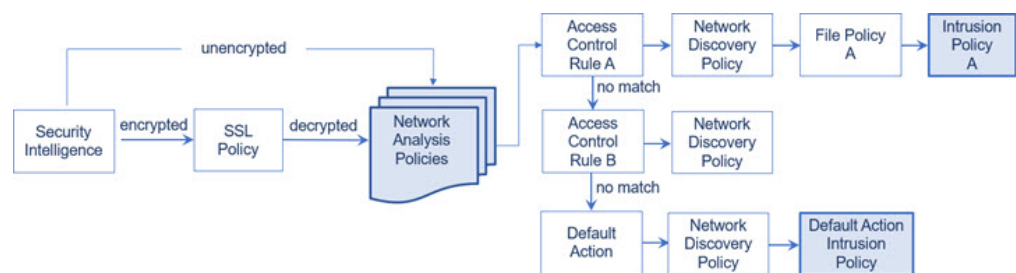 unencrypted
Security
Intelligence
encrypted
SSL
Policy
decrypted
Network
Analysis
Policies
Access
Control
Rule A
Network
Discovery
Policy
File Policy
A
Intrusion
Policy
A
no match
Access
Control
Rule B
Network
Discovery
Policy
no match
Default
Action
Network
Discovery
Policy
Default Action
Intrusion
Policy